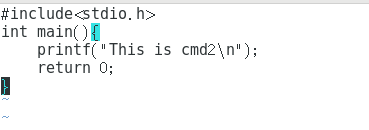 #include<stdio.h>
int main(){
    printf("This is cmd2\n");
    return 0;
}
~
~